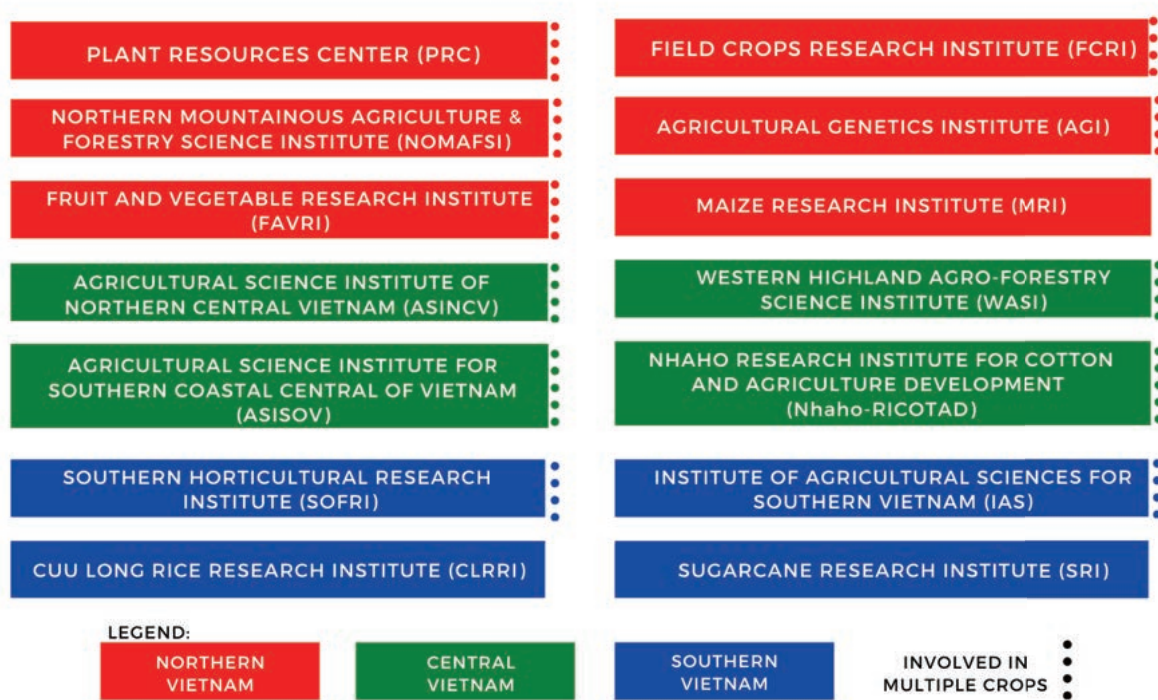 PLANT RESOURCES CENTER (PRC)
FIELD CROPS RESEARCH INSTITUTE (FCRI)
NORTHERN MOUNTAINOUS AGRICULTURE &
FORESTRY SCIENCE INSTITUTE (NOMAFSI)
AGRICULTURAL GENETICS INSTITUTE (AGI)
FRUIT AND VEGETABLE RESEARCH INSTITUTE
(FAVRI)
MAIZE RESEARCH INSTITUTE (MRI)
AGRICULTURAL SCIENCE INSTITUTE OF
NORTHERN CENTRAL VIETNAM (ASINCV)
WESTERN HIGHLAND AGRO-FORESTRY
SCIENCE INSTITUTE (WASI)
AGRICULTURAL SCIENCE INSTITUTE FOR
SOUTHERN COASTAL CENTRAL OF VIETNAM
(ASISOV)
NHAHO RESEARCH INSTITUTE FOR COTTON
AND AGRICULTURE DEVELOPMENT
(Nhaho-RICOTAD)
SOUTHERN HORTICULTURAL RESEARCH
INSTITUTE (SOFRI)
INSTITUTE OF AGRICULTURAL SCIENCES FOR
SOUTHERN VIETNAM (IAS)
CUU LONG RICE RESEARCH INSTITUTE (CLRRI)
SUGARCANE RESEARCH INSTITUTE (SRI)
LEGEND:
NORTHERN
VIETNAM
CENTRAL
VIETNAM
SOUTHERN
VIETNAM
INVOLVED IN
MULTIPLE CROPS